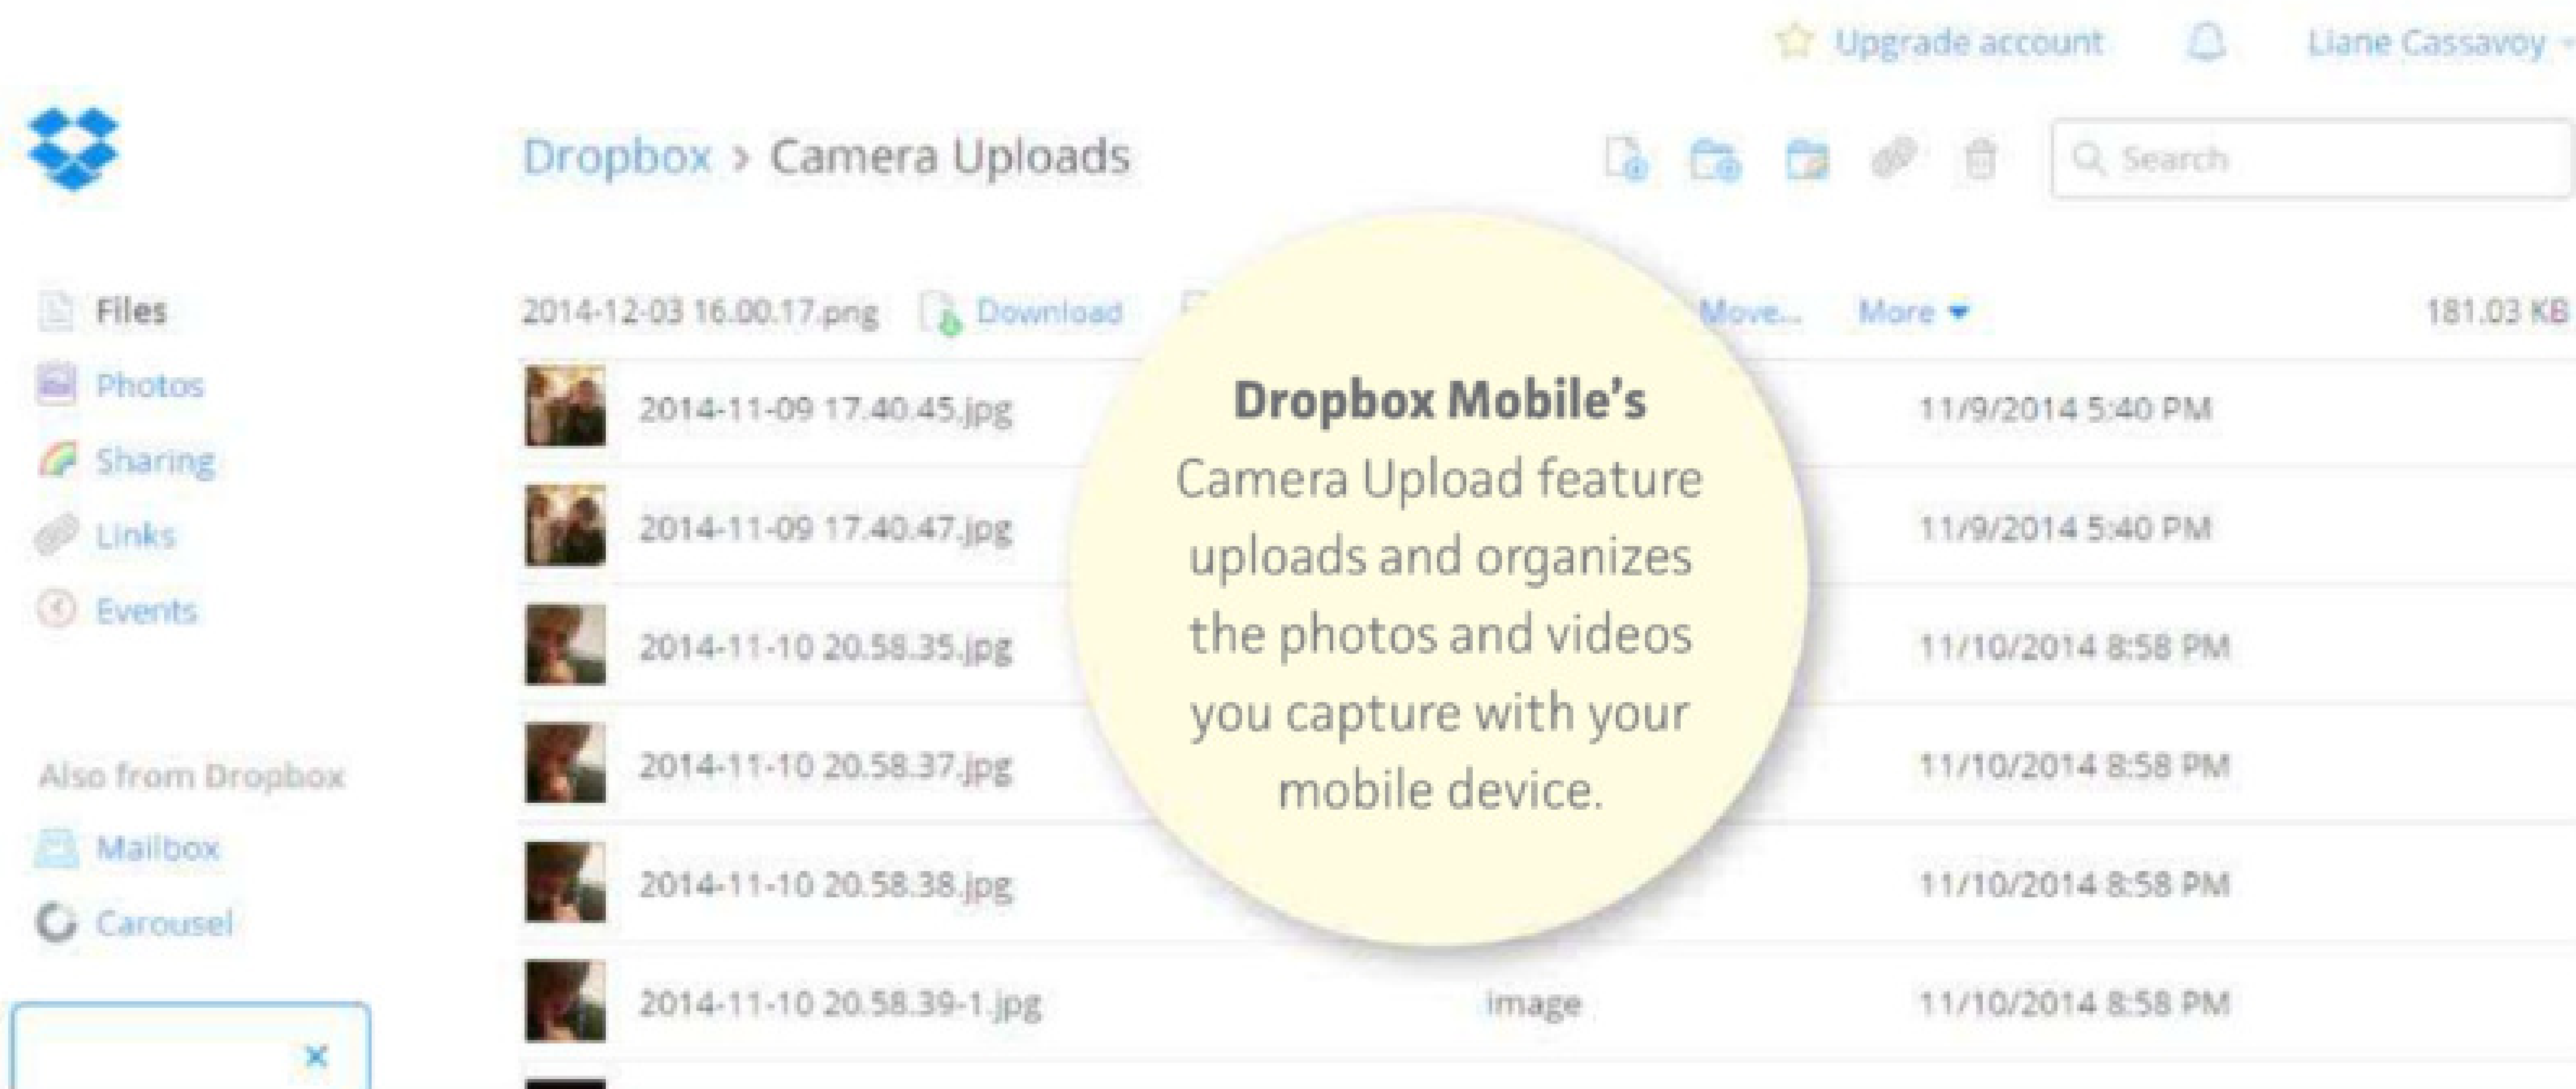 Upgrade account Liane Cassavoy
Dropbox › Camera Uploads
Search
2014-12-03 16.00.17.png Download Move... More 181.03 KB
Files
Photos
Sharing
Links
Events
Also from Dropbox
Mailbox
Carousel
2014-11-09 17.40.45.jpg 11/9/2014 5:40 PM
2014-11-09 17.40.47.jpg 11/9/2014 5:40 PM
2014-11-10 20.58.35.jpg 11/10/2014 8:58 PM
2014-11-10 20.58.37.jpg 11/10/2014 8:58 PM
2014-11-10 20.58.38.jpg 11/10/2014 8:58 PM
2014-11-10 20.58.39-1.jpg image 11/10/2014 8:58 PM
Dropbox Mobile’s
Camera Upload feature
uploads and organizes
the photos and videos
you capture with your
mobile device.